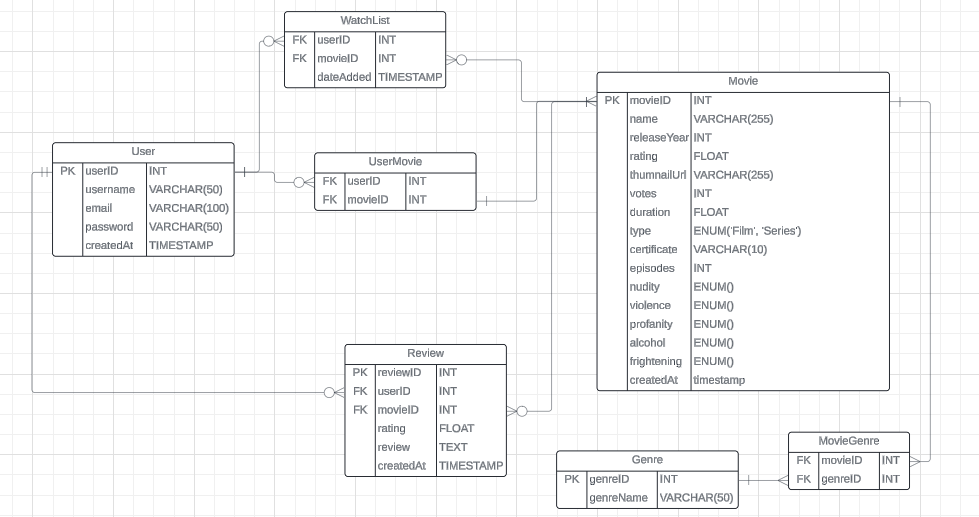 WatchList
FK userID INT
FK movieID INT
dateAdded TIMESTAMP
Movie
PK movieID INT
name VARCHAR(255)
releaseYear INT
rating FLOAT
thumnailUrl VARCHAR(255)
votes INT
duration FLOAT
type ENUM('Film', 'Series')
certificate VARCHAR(10)
episodes INT
nudity ENUM()
violence ENUM()
profanity ENUM()
alcohol ENUM()
frightening ENUM()
createdAt timestamp
User
PK userID INT
username VARCHAR(50)
email VARCHAR(100)
password VARCHAR(50)
createdAt TIMESTAMP
UserMovie
FK userID INT
FK movieID INT
Review
PK reviewID INT
FK userID INT
FK movieID INT
rating FLOAT
review TEXT
createdAt TIMESTAMP
Genre
PK genreID INT
genreName VARCHAR(50)
MovieGenre
FK movieID INT
FK genreID INT